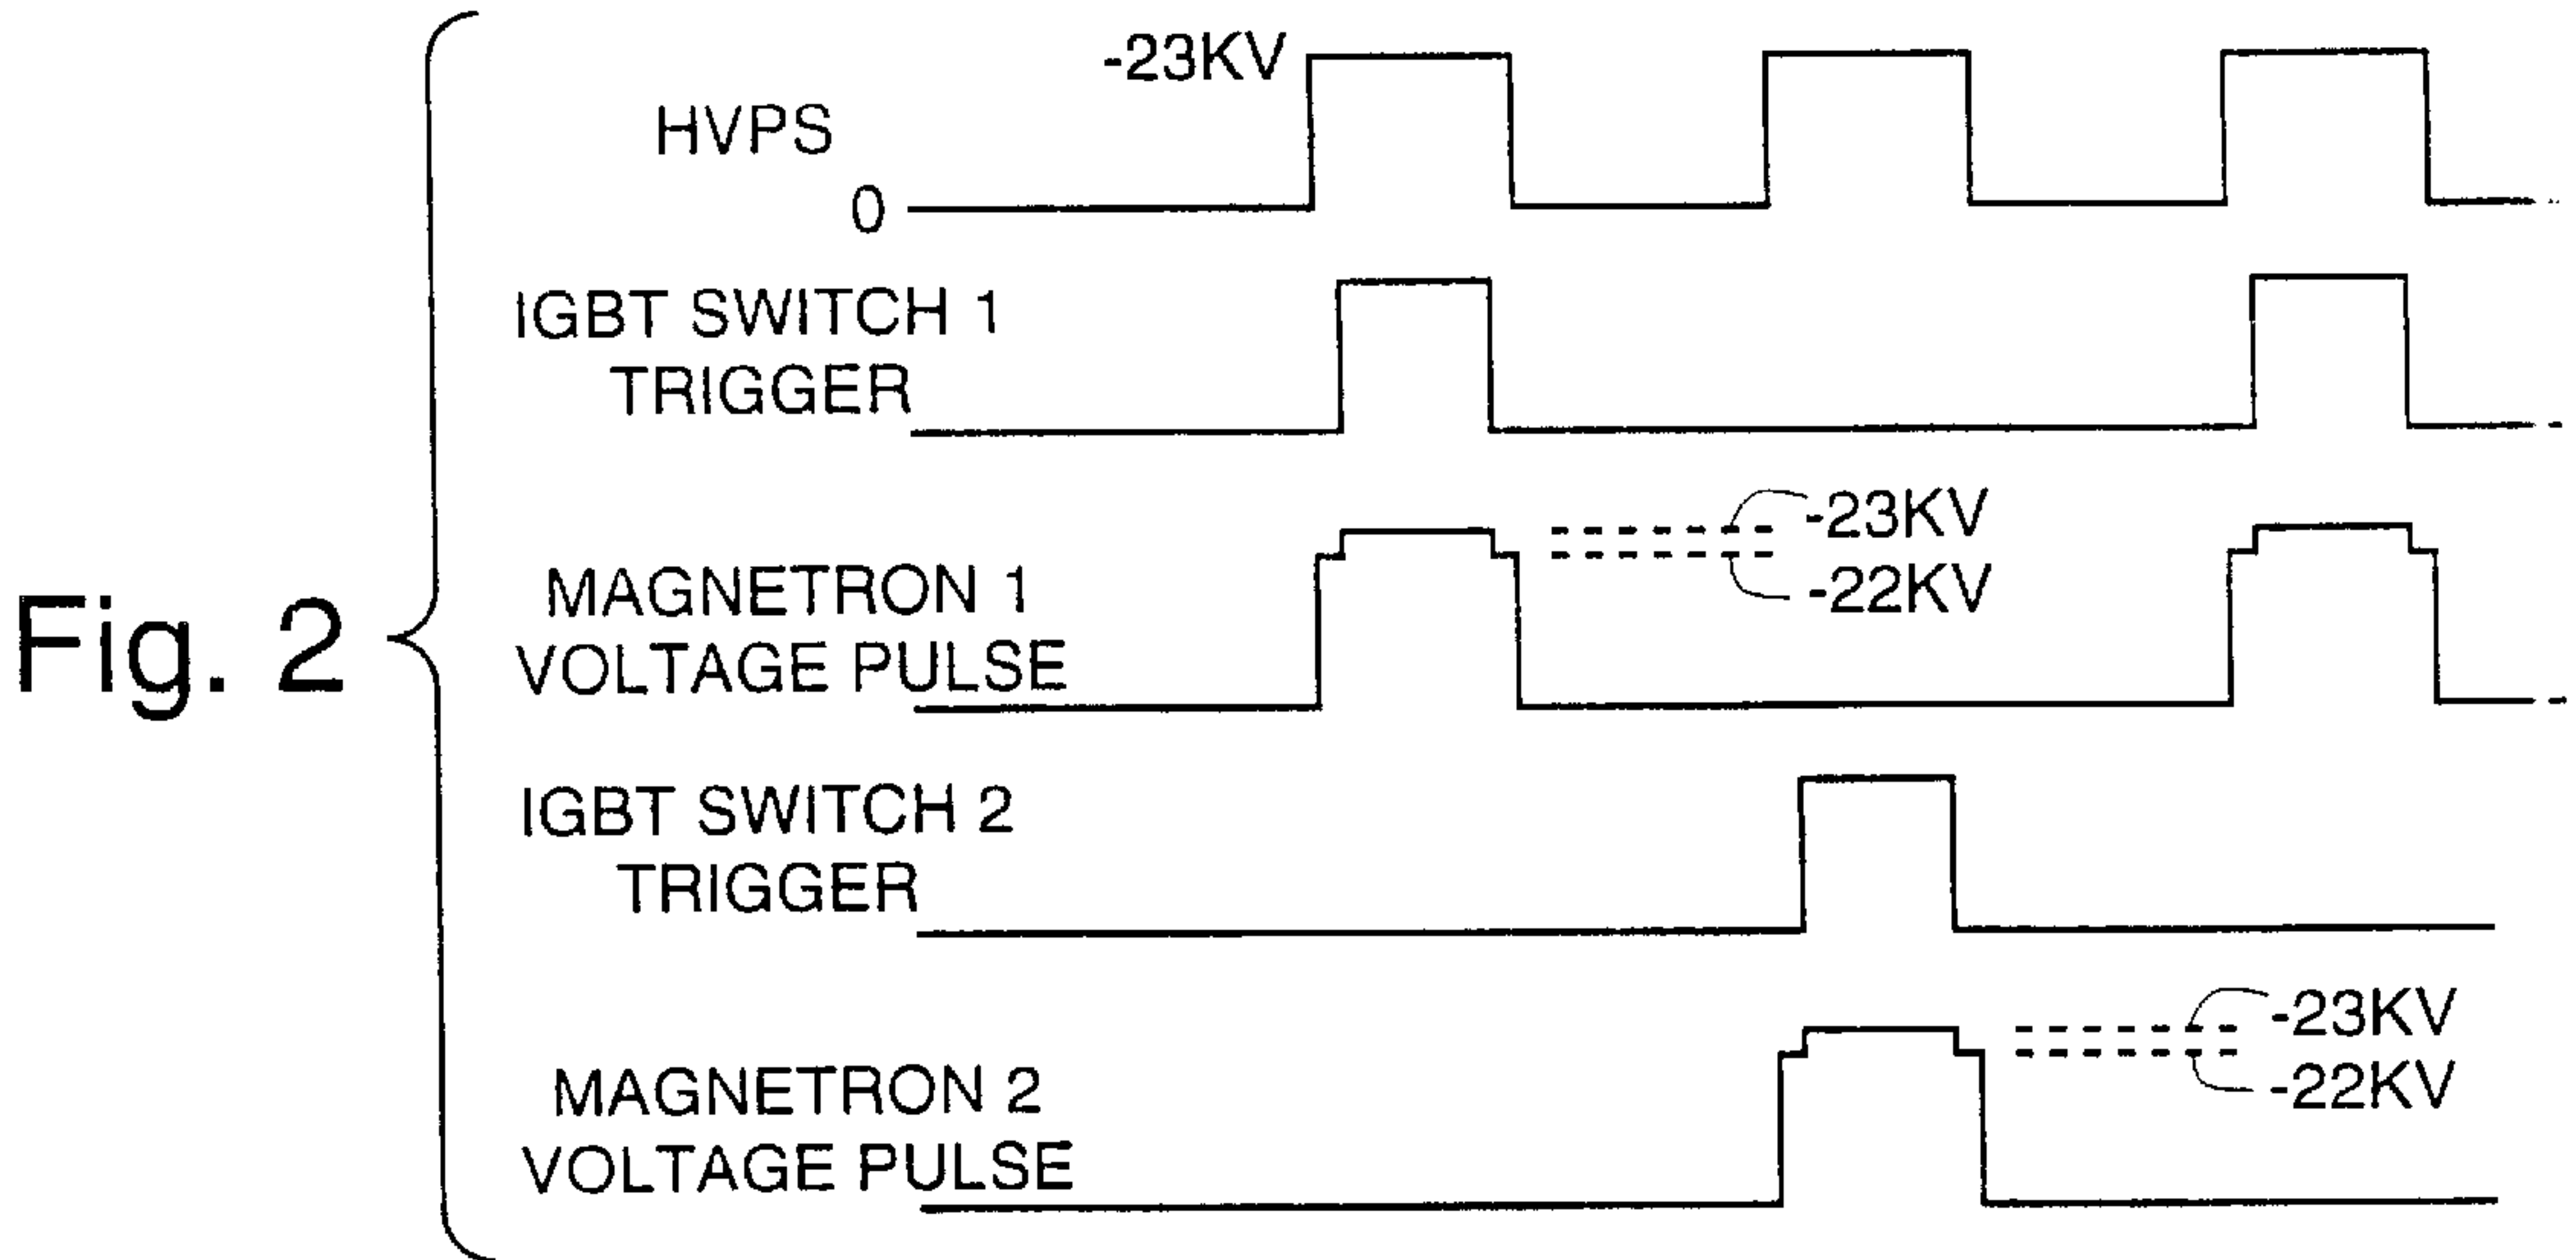 Fig. 2
-23KV
HVPS
0
IGBT SWITCH 1
TRIGGER
-23KV
-22KV
MAGNETRON 1
VOLTAGE PULSE
IGBT SWITCH 2
TRIGGER
-23KV
-22KV
MAGNETRON 2
VOLTAGE PULSE